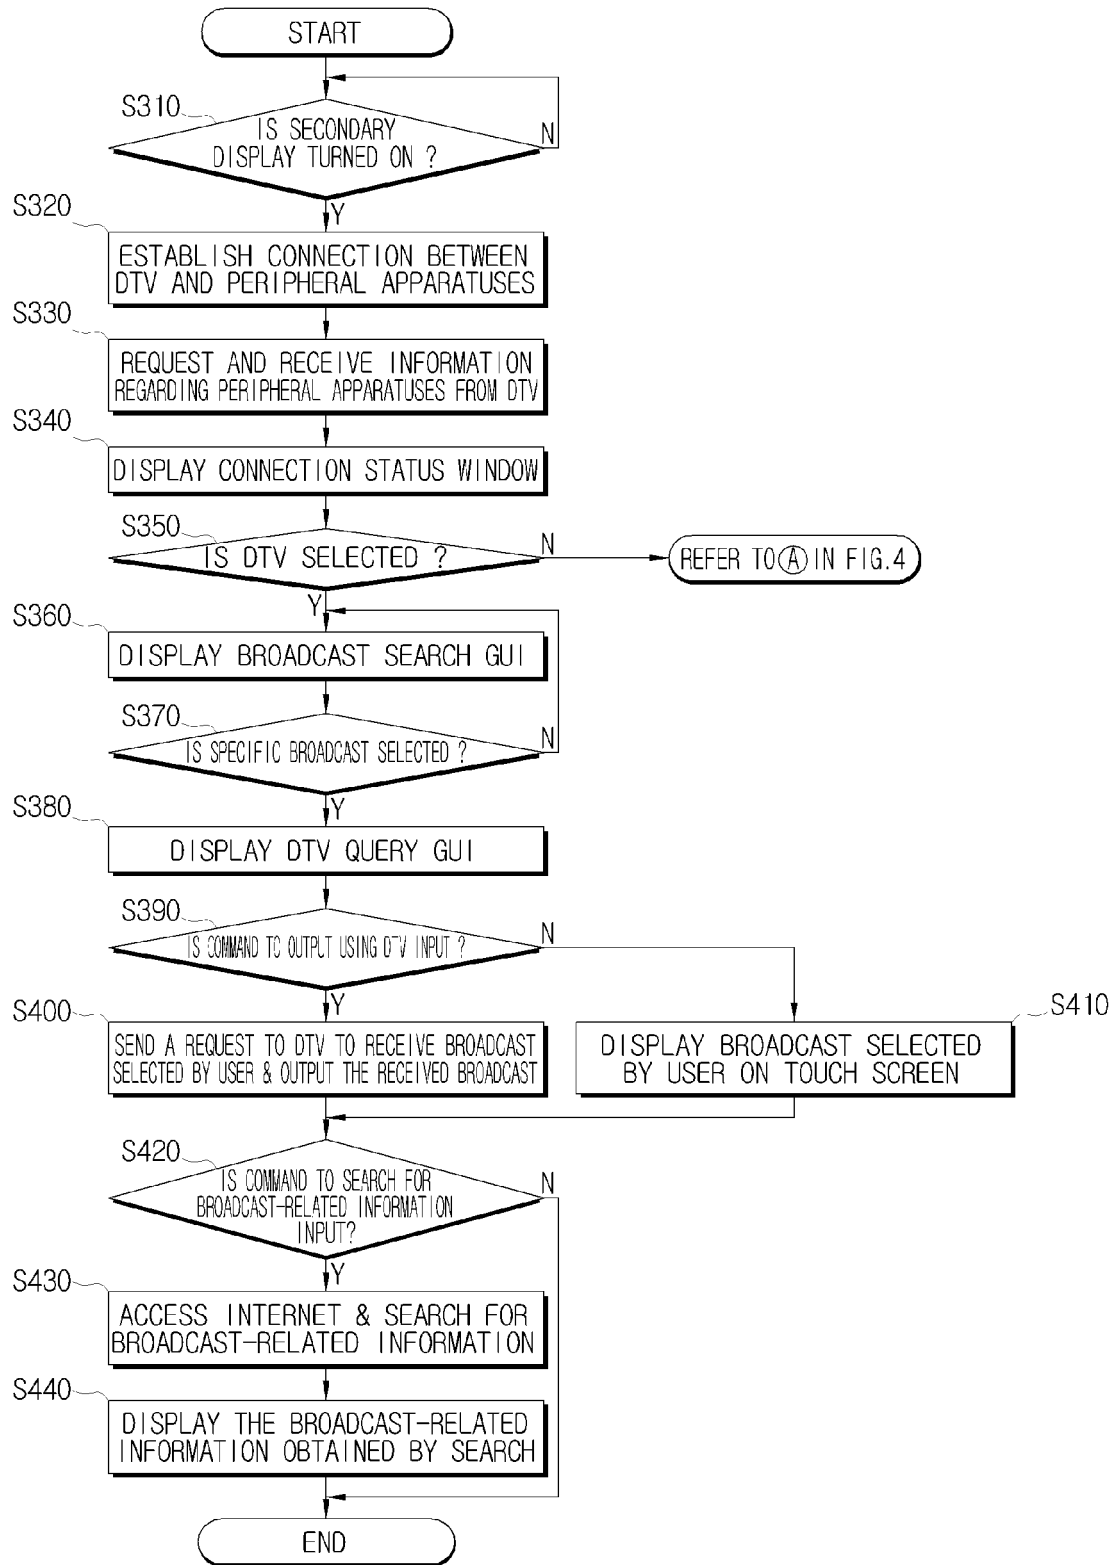 START
S310
IS SECONDARY
DISPLAY TURNED ON ?
N
Y
S320
ESTABLISH CONNECTION BETWEEN
DTV AND PERIPHERAL APPARATUSES
S330
REQUEST AND RECEIVE INFORMATION
REGARDING PERIPHERAL APPARATUSES FROM DTV
S340
DISPLAY CONNECTION STATUS WINDOW
S350
IS DTV SELECTED ?
N
REFER TO Ⓐ IN FIG.4
Y
S360
DISPLAY BROADCAST SEARCH GUI
S370
IS SPECIFIC BROADCAST SELECTED ?
N
Y
S380
DISPLAY DTV QUERY GUI
S390
IS COMMAND TO OUTPUT USING DTV INPUT ?
N
Y
S400
SEND A REQUEST TO DTV TO RECEIVE BROADCAST
SELECTED BY USER & OUTPUT THE RECEIVED BROADCAST
S410
DISPLAY BROADCAST SELECTED
BY USER ON TOUCH SCREEN
S420
IS COMMAND TO SEARCH FOR
BROADCAST-RELATED INFORMATION
INPUT?
N
Y
S430
ACCESS INTERNET & SEARCH FOR
BROADCAST-RELATED INFORMATION
S440
DISPLAY THE BROADCAST-RELATED
INFORMATION OBTAINED BY SEARCH
END